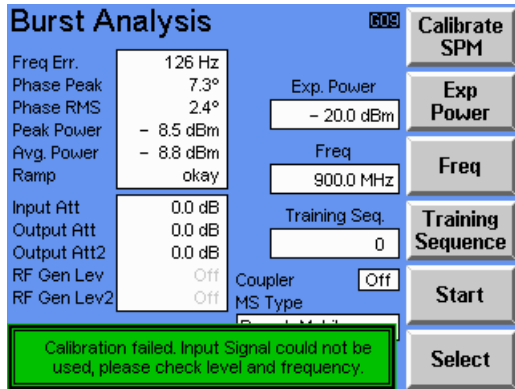 Burst Analysis
G09
Freq Err. 126 Hz
Phase Peak 7.3°
Phase RMS 2.4°
Peak Power - 8.5 dBm
Avg. Power - 8.8 dBm
Ramp okay
Input Att 0.0 dB
Output Att 0.0 dB
Output Att2 0.0 dB
RF Gen Lev Off
RF Gen Lev2 Off
Exp. Power
- 20.0 dBm
Freq
900.0 MHz
Training Seq.
0
Coupler Off
MS Type
Calibration failed. Input Signal could not be
used, please check level and frequency.
Calibrate
SPM
Exp
Power
Freq
Training
Sequence
Start
Select